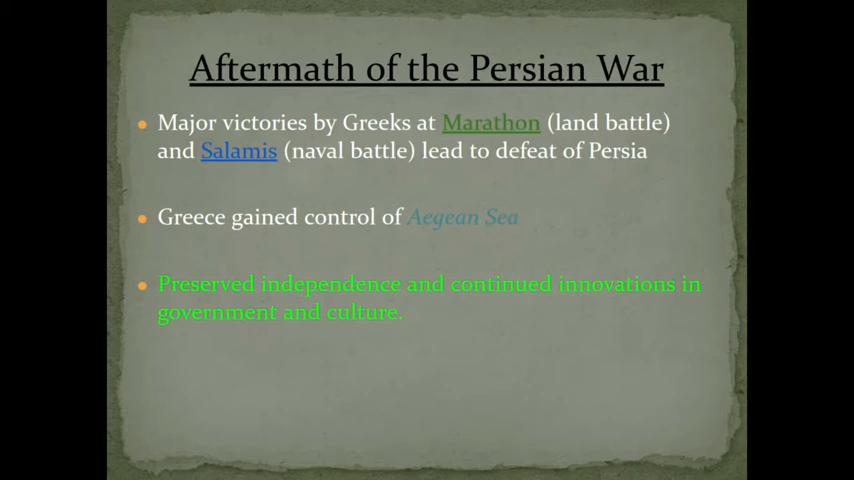 Aftermath of the Persian War
Major victories by Greeks at Marathon (land battle)
and Salamis (naval battle) lead to defeat of Persia
Greece gained control of Aegean Sea
Preserved independence and continued innovations in
government and culture.